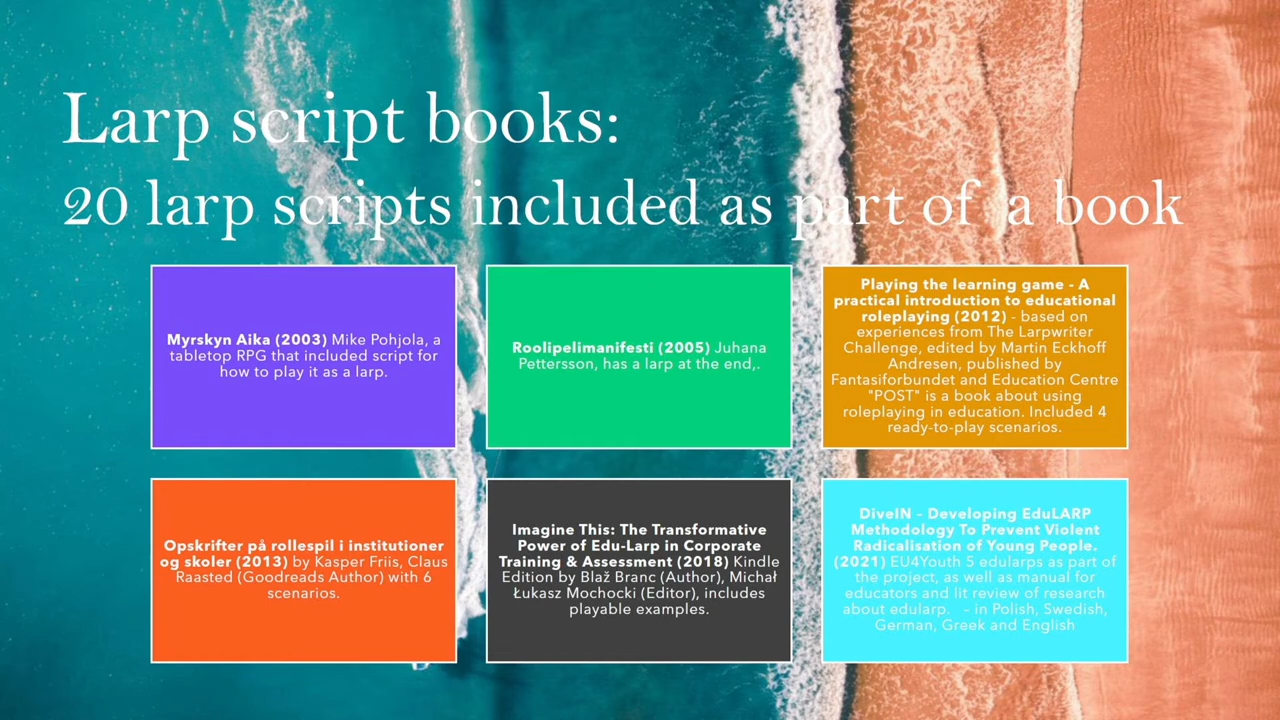 Larp script books:
20 larp scripts included as part of a book
Myrskyn Aika (2003) Mike Pohjola, a
tabletop RPG that included script for
how to play it as a larp.
Roolipelimanifesti (2005) Juhana
Pettersson, has a larp at the end,.
Playing the learning game - A
practical introduction to educational
roleplaying (2012) - based on
experiences from The Larpwriter
Challenge, edited by Martin Eckhoff
Andresen, published by
Fantasiforbundet and Education Centre
"POST" is a book about using
roleplaying in education. Included 4
ready-to-play scenarios.
Opskrifter på rollespil i institutioner
og skoler (2013) by Kasper Friis, Claus
Raasted (Goodreads Author) with 6
scenarios.
Imagine This: The Transformative
Power of Edu-Larp in Corporate
Training & Assessment (2018) Kindle
Edition by Blaž Branc (Author), Michał
Łukasz Mochocki (Editor), includes
playable examples.
DiveIN – Developing EduLARP
Methodology To Prevent Violent
Radicalisation of Young People.
(2021) EU4Youth 5 edularps as part of
the project, as well as manual for
educators and lit review of research
about edularp. – in Polish, Swedish,
German, Greek and English